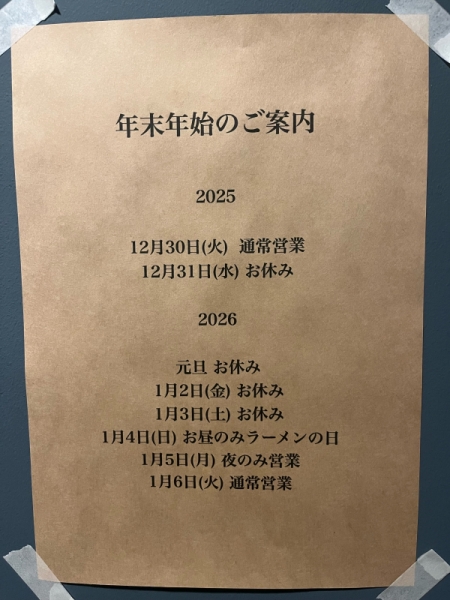 年末年始のご案内
2025
12月30日(火) 通常営業
12月31日(水) お休み
2026
元旦 お休み
1月2日(金) お休み
1月3日(土) お休み
1月4日(日) お昼のみラーメンの日
1月5日(月) 夜のみ営業
1月6日(火) 通常営業